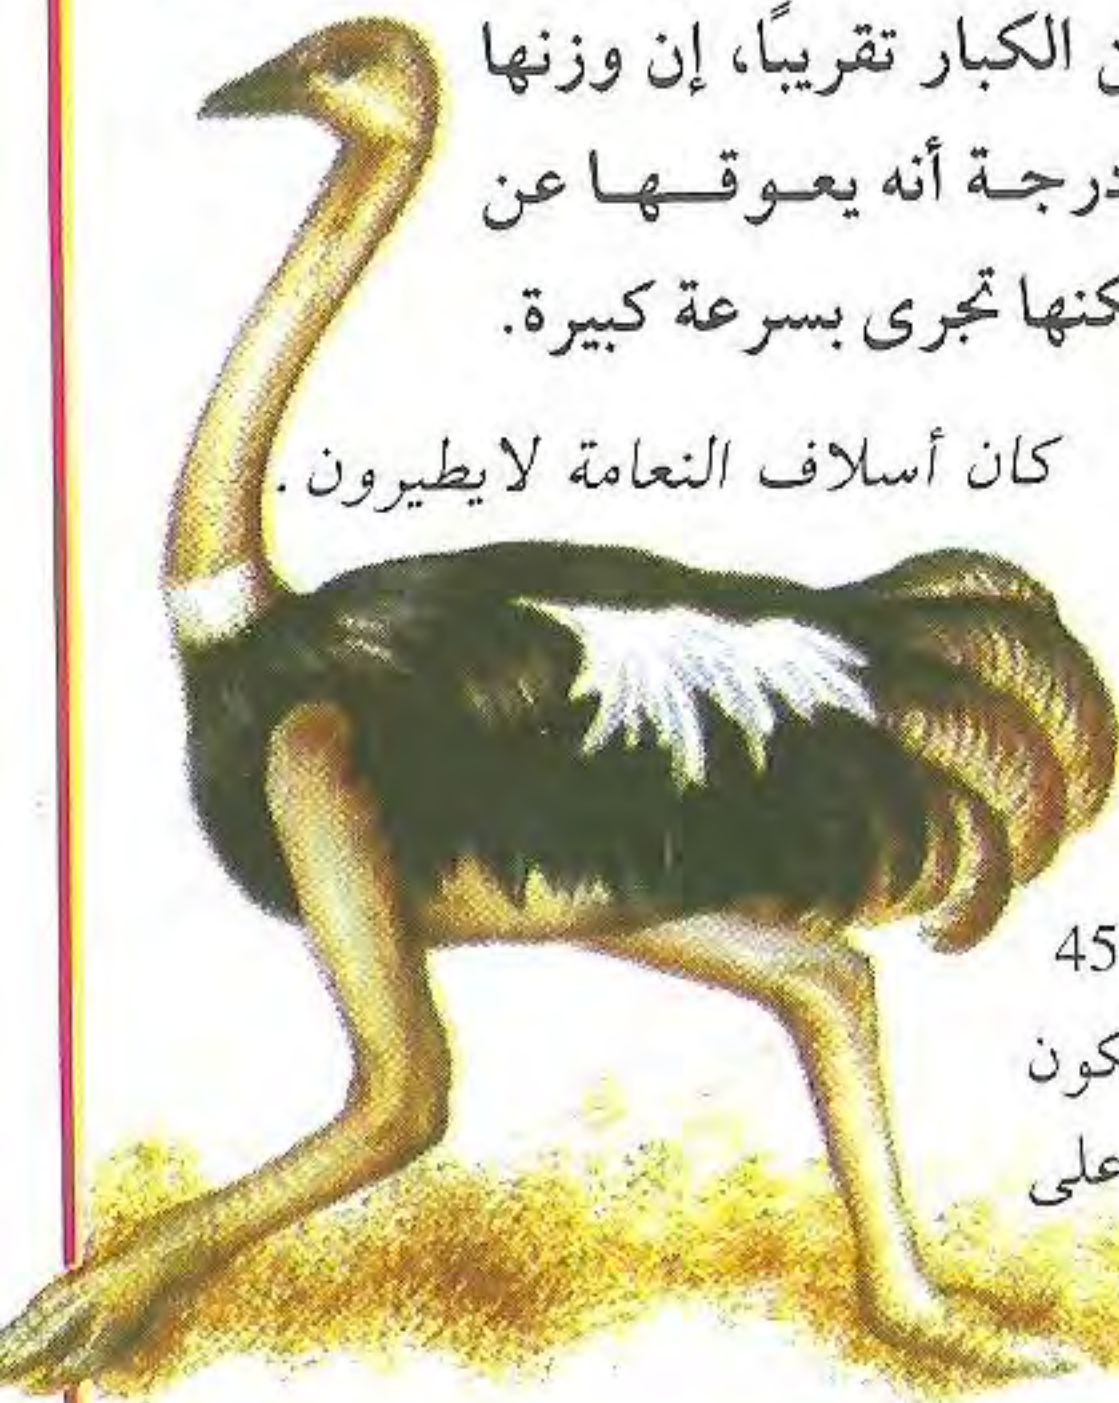 الكبار تقريبًا، إن وزنها
درجة أنه يعوقها عن
كنها تجرى بسرعة كبيرة.
كان أسلاف النعامة لايطيرون.
45
كون
على